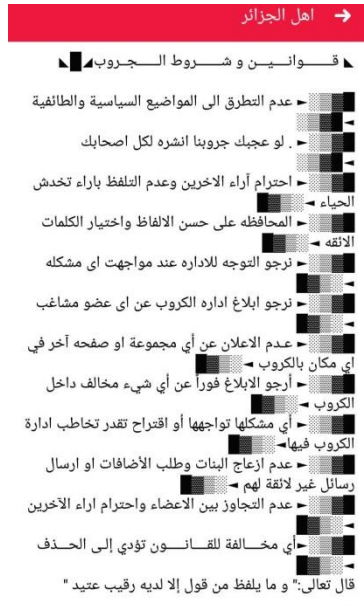 اهل الجزائر
◣ قـــــوانـــيــن و شــــــروط الـــــجــروب◢█◣
█▓▒░◄ عدم التطرق الى المواضيع السياسية والطائفية
◄░▒▓█
█▓▒░◄ . لو عجبك جروبنا انشره لكل اصحابك
◄░▒▓█
█▓▒░◄ احترام آراء الاخرين وعدم التلفظ باراء تخدش
الحياء ◄░▒▓█
█▓▒░◄ المحافظه على حسن الالفاظ واختيار الكلمات
الائقه ◄░▒▓█
█▓▒░◄ نرجو التوجه للاداره عند مواجهت اى مشكله
◄░▒▓█
█▓▒░◄ نرجو ابلاغ اداره الكروب عن اى عضو مشاغب
◄░▒▓█
█▓▒░◄ عـدم الاعلان عن أي مجموعة او صفحه آخر في
اي مكان بالكروب ◄░▒▓█
█▓▒░◄ أرجو الابلاغ فوراً عن أي شيء مخالف داخل
الكروب ◄░▒▓█
█▓▒░◄ أي مشكلها تواجهها أو اقتراح تقدر تخاطب ادارة
الكروب فيها◄░▒▓█
█▓▒░◄ عدم ازعاج البنات وطلب الأضافات او ارسال
رسائل غير لائقة لهم ◄░▒▓█
█▓▒░◄ عدم التجاوز بين الاعضاء واحترام اراء الآخرين
◄░▒▓█
█▓▒░◄أي مخـــالفة للقـــانـــون تؤدي إلـى الحـــذف
◄░▒▓█
قال تعالى:" و ما يلفظ من قول إلا لديه رقيب عتيد "